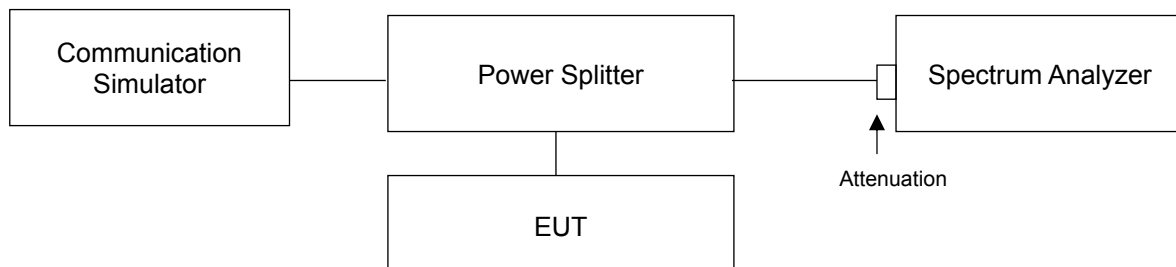 Communication
Simulator
Power Splitter
Spectrum Analyzer
Attenuation
EUT